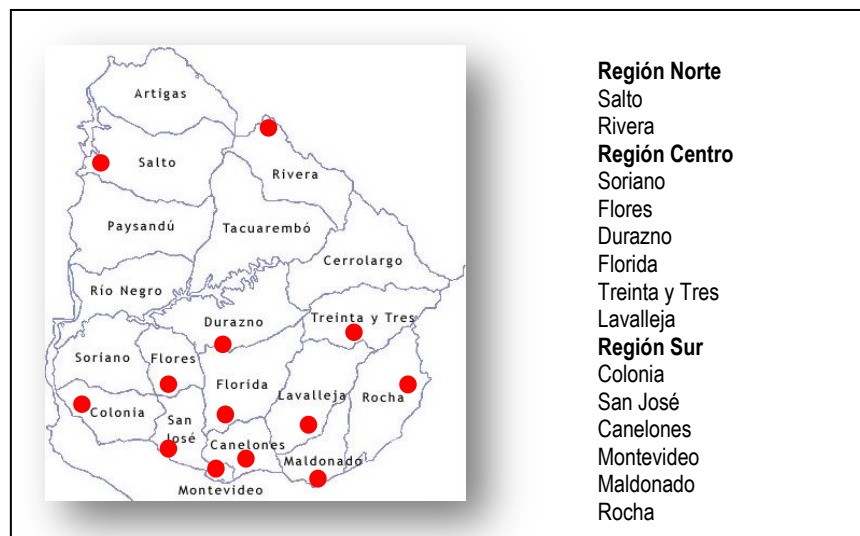 Artigas
Salto
Rivera
Paysandú
Tacuarembó
Cerrolargo
Río Negro
Durazno
Treinta y Tres
Soriano
Flores
Florida
Lavalleja
Rocha
Colonia
San
José
Canelones
Maldonado
Montevideo
Región Norte
Salto
Rivera
Región Centro
Soriano
Flores
Durazno
Florida
Treinta y Tres
Lavalleja
Región Sur
Colonia
San José
Canelones
Montevideo
Maldonado
Rocha